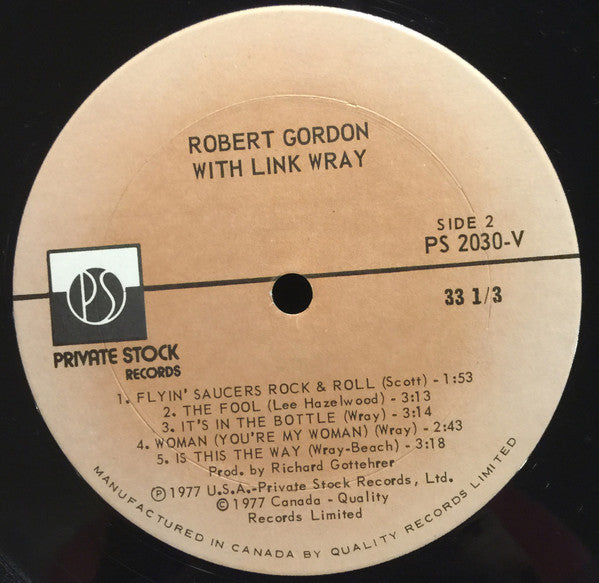 ROBERT GORDON
WITH LINK WRAY
SIDE 2
PS 2030-V
33 1/3
PS
PRIVATE STOCK
RECORDS
1. FLYIN' SAUCERS ROCK & ROLL (Scott) - 1:53
2. THE FOOL (Lee Hazelwood) - 3:13
3. IT'S IN THE BOTTLE (Wray) - 3:14
4. WOMAN (YOU'RE MY WOMAN) (Wray) - 2:43
5. IS THIS THE WAY (Wray-Beach) - 3:18
Prod. by Richard Gottehrer
℗ 1977 U.S.A.-Private Stock Records, Ltd.
© 1977 Canada - Quality
Records Limited
MANUFACTURED IN CANADA BY QUALITY RECORDS LIMITED